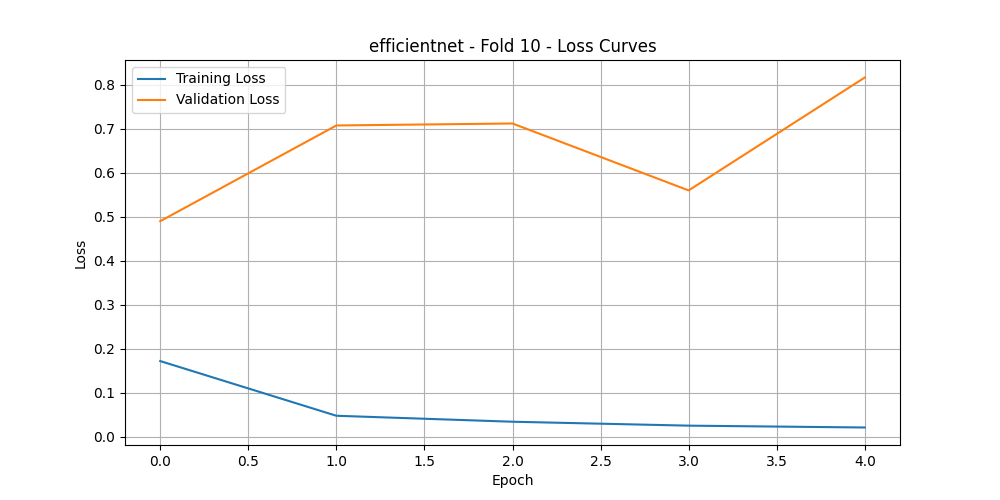 efficientnet - Fold 10 - Loss Curves
Training Loss
Validation Loss
0.8
0.7
0.6
0.5
0.4
0.3
0.2
0.1
0.0
Loss
0.0 0.5 1.0 1.5 2.0 2.5 3.0 3.5 4.0
Epoch